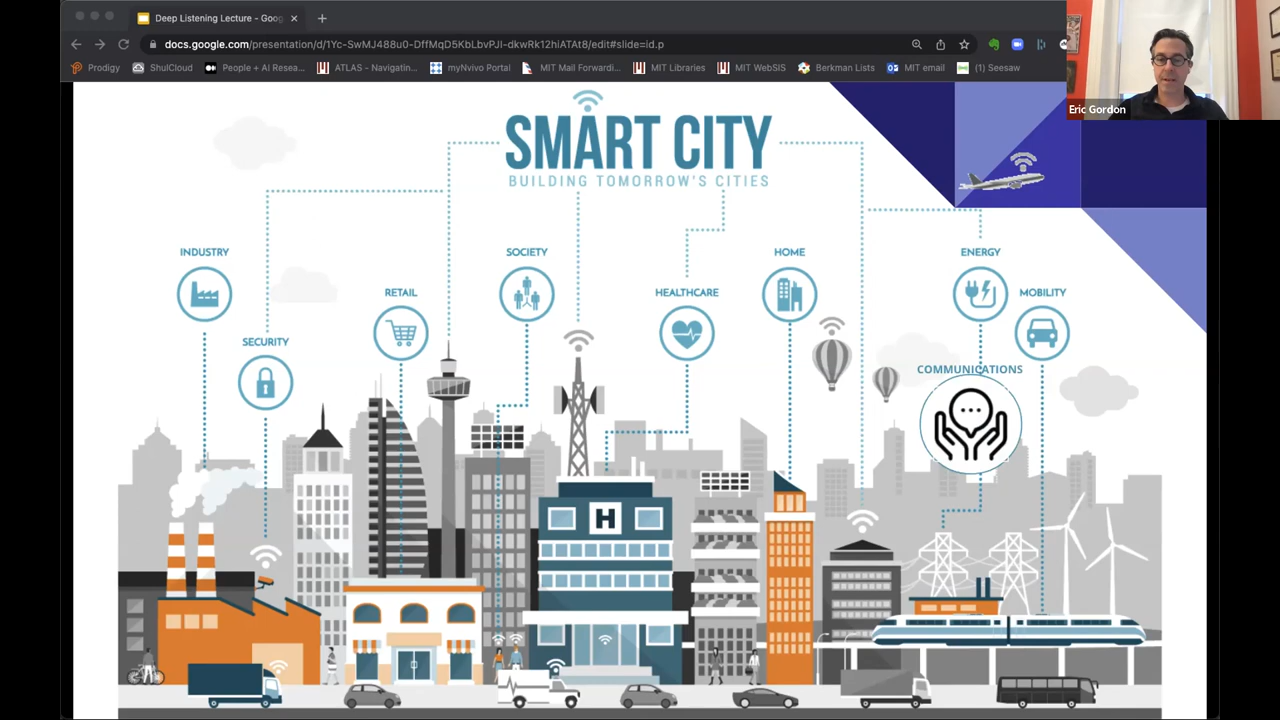 Deep Listening Lecture - Goog
docs.google.com/presentation/d/1Yc-SwMJ488u0-DffMqD5KbLbvPJI-dkwRk12hiATAt8/edit#slide=id.p
Prodigy ShulCloud People + AI Resea... ATLAS - Navigatin... myNvivo Portal MIT Mail Forwardi... MIT Libraries MIT WebSIS Berkman Lists MIT email (1) Seesaw
Eric Gordon
SMART CITY
BUILDING TOMORROW'S CITIES
INDUSTRY
SOCIETY
HOME
ENERGY
RETAIL
HEALTHCARE
MOBILITY
SECURITY
COMMUNICATIONS
H